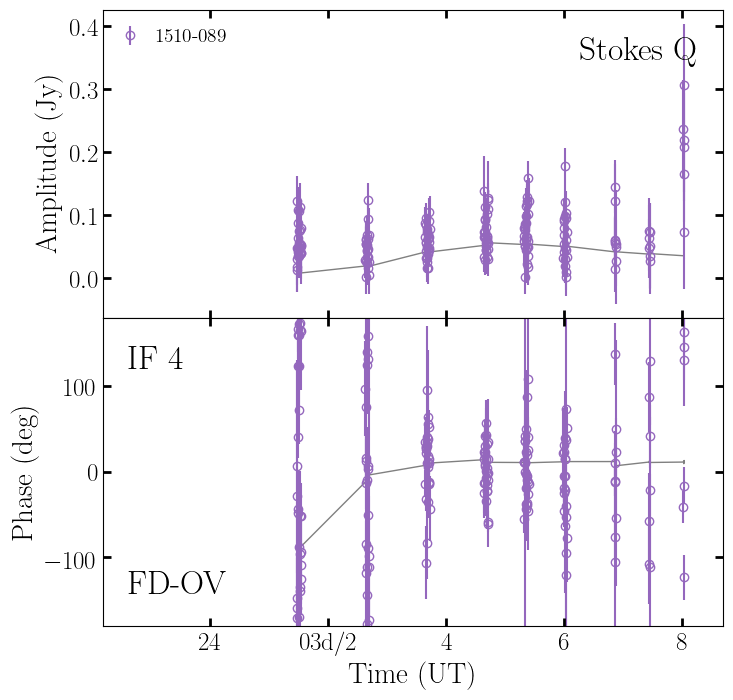 0.4
1510-089
Stokes Q
0.3
0.2
0.1
0.0
Amplitude (Jy)
IF 4
100
0
−100
Phase (deg)
FD-OV
24
03d/2
4
6
8
Time (UT)